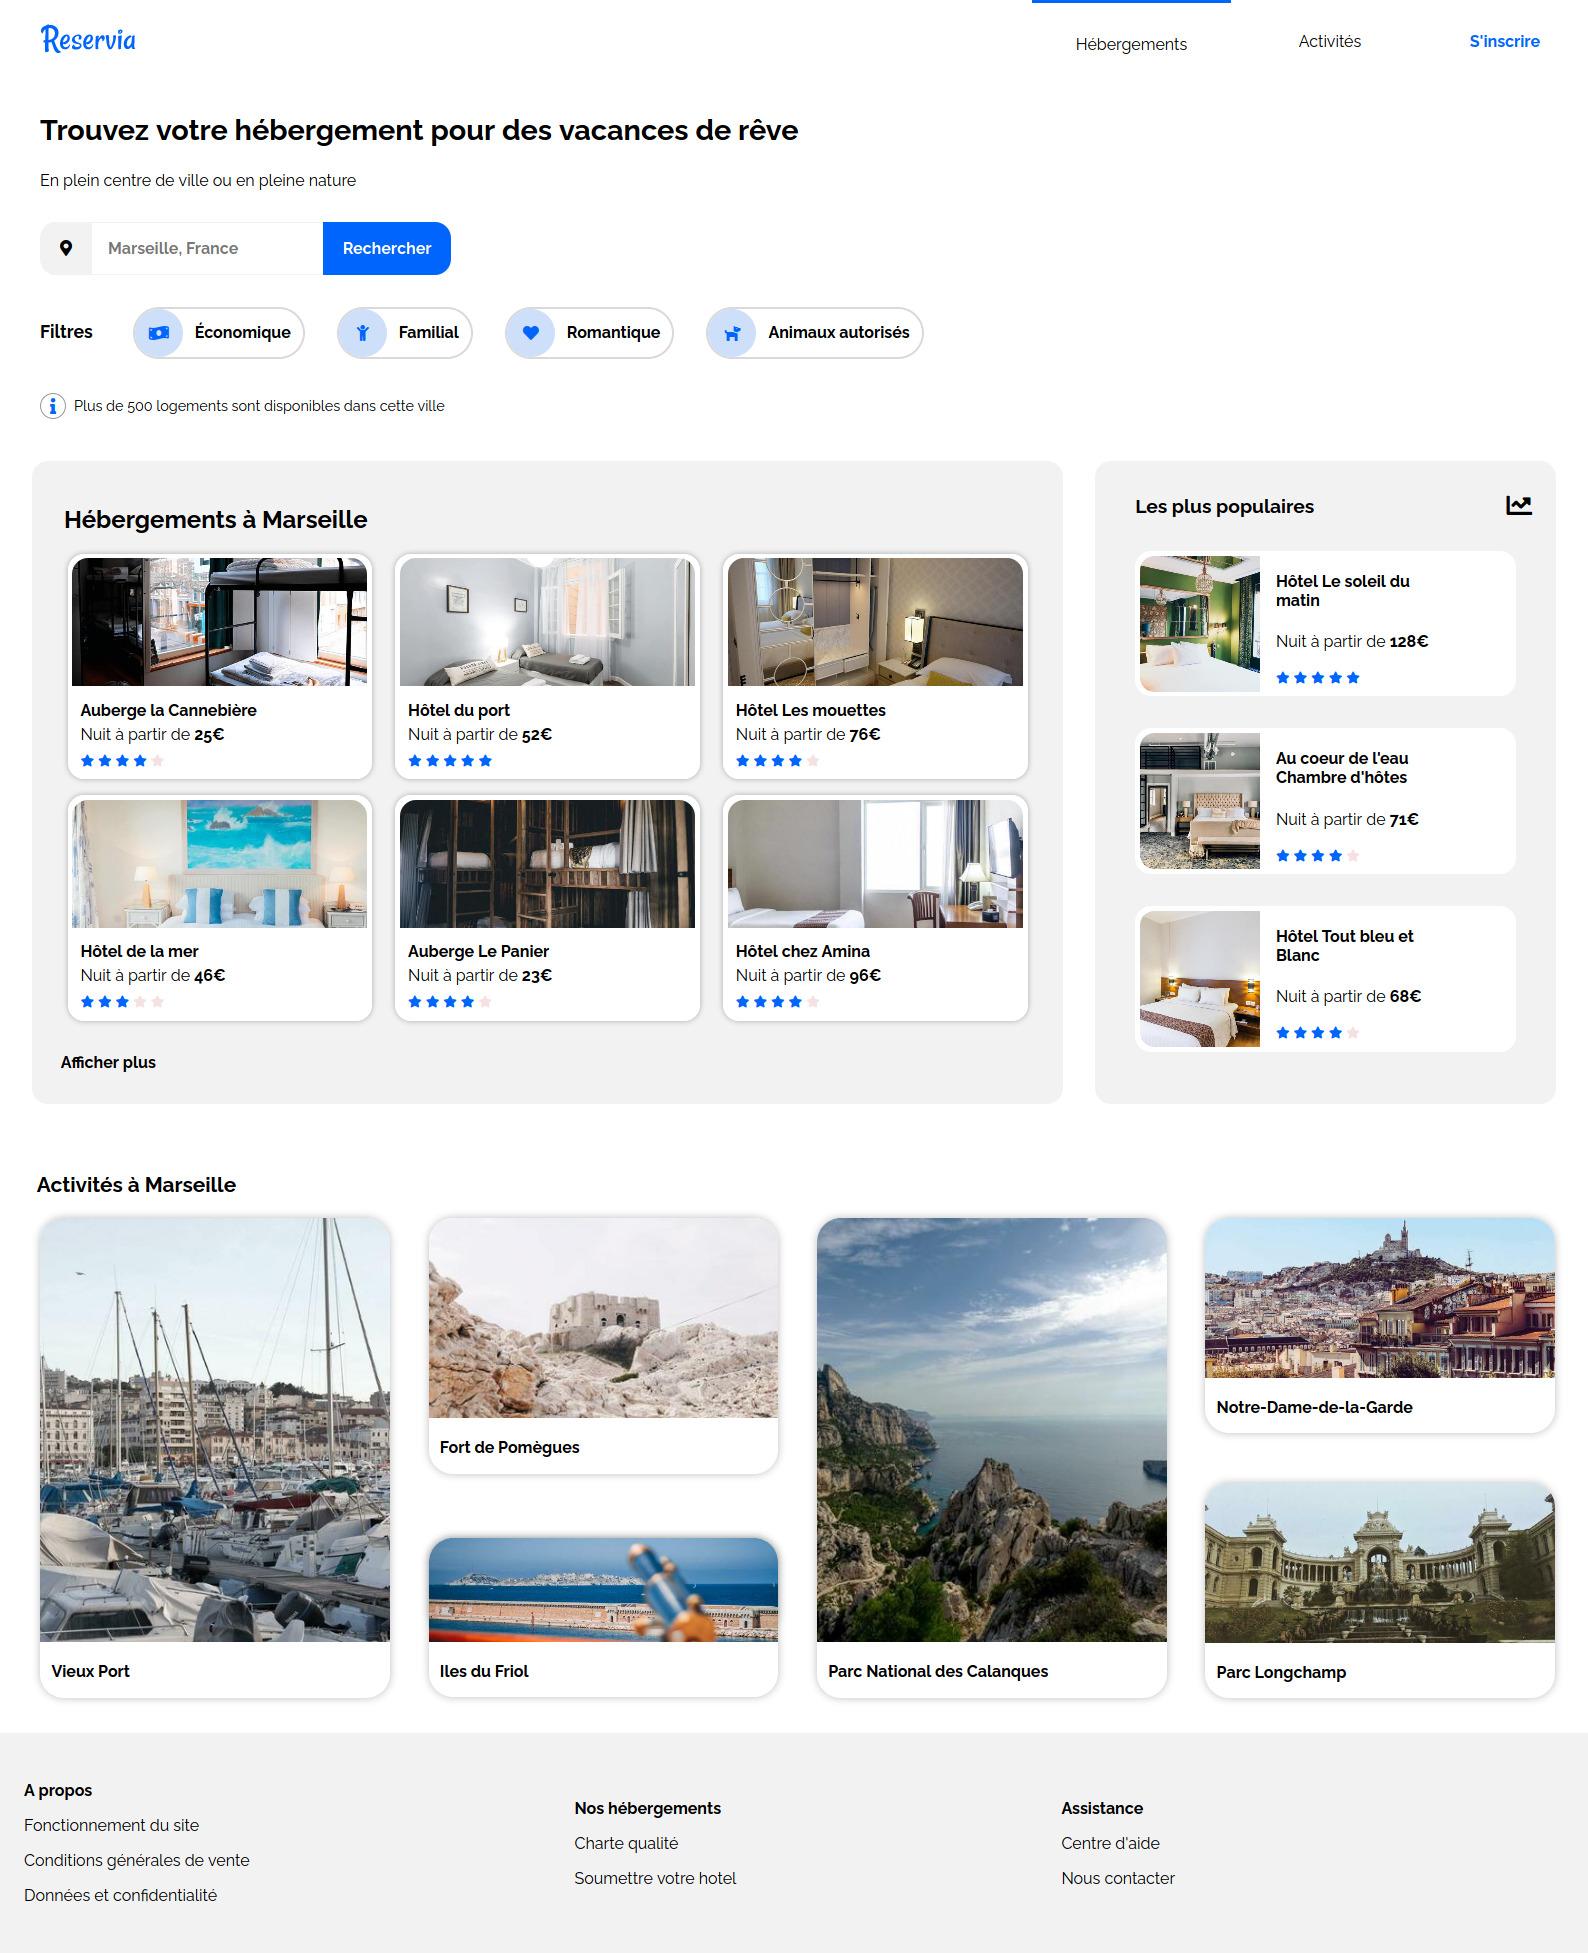 Reservia
Hébergements
Activités
S'inscrire
Trouvez votre hébergement pour des vacances de rêve
En plein centre de ville ou en pleine nature
Marseille, France
Rechercher
Filtres
Économique
Familial
Romantique
Animaux autorisés
Plus de 500 logements sont disponibles dans cette ville
Hébergements à Marseille
Auberge la Cannebière
Nuit à partir de 25€
Hôtel du port
Nuit à partir de 52€
Hôtel Les mouettes
Nuit à partir de 76€
Hôtel de la mer
Nuit à partir de 46€
Auberge Le Panier
Nuit à partir de 23€
Hôtel chez Amina
Nuit à partir de 96€
Afficher plus
Les plus populaires
Hôtel Le soleil du
matin
Nuit à partir de 128€
Au coeur de l'eau
Chambre d'hôtes
Nuit à partir de 71€
Hôtel Tout bleu et
Blanc
Nuit à partir de 68€
Activités à Marseille
Vieux Port
Fort de Pomègues
Iles du Friol
Parc National des Calanques
Notre-Dame-de-la-Garde
Parc Longchamp
A propos
Fonctionnement du site
Conditions générales de vente
Données et confidentialité
Nos hébergements
Charte qualité
Soumettre votre hotel
Assistance
Centre d'aide
Nous contacter